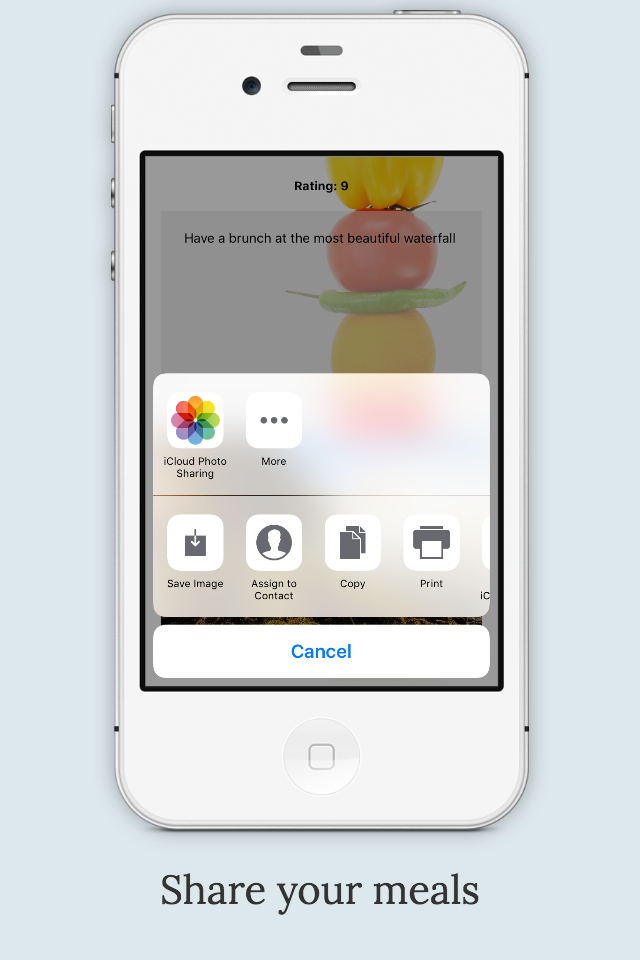 Rating: 9
Have a brunch at the most beautiful waterfall
iCloud Photo
Sharing
More
Save Image
Assign to
Contact
Copy
Print
iC
Cancel
Share your meals